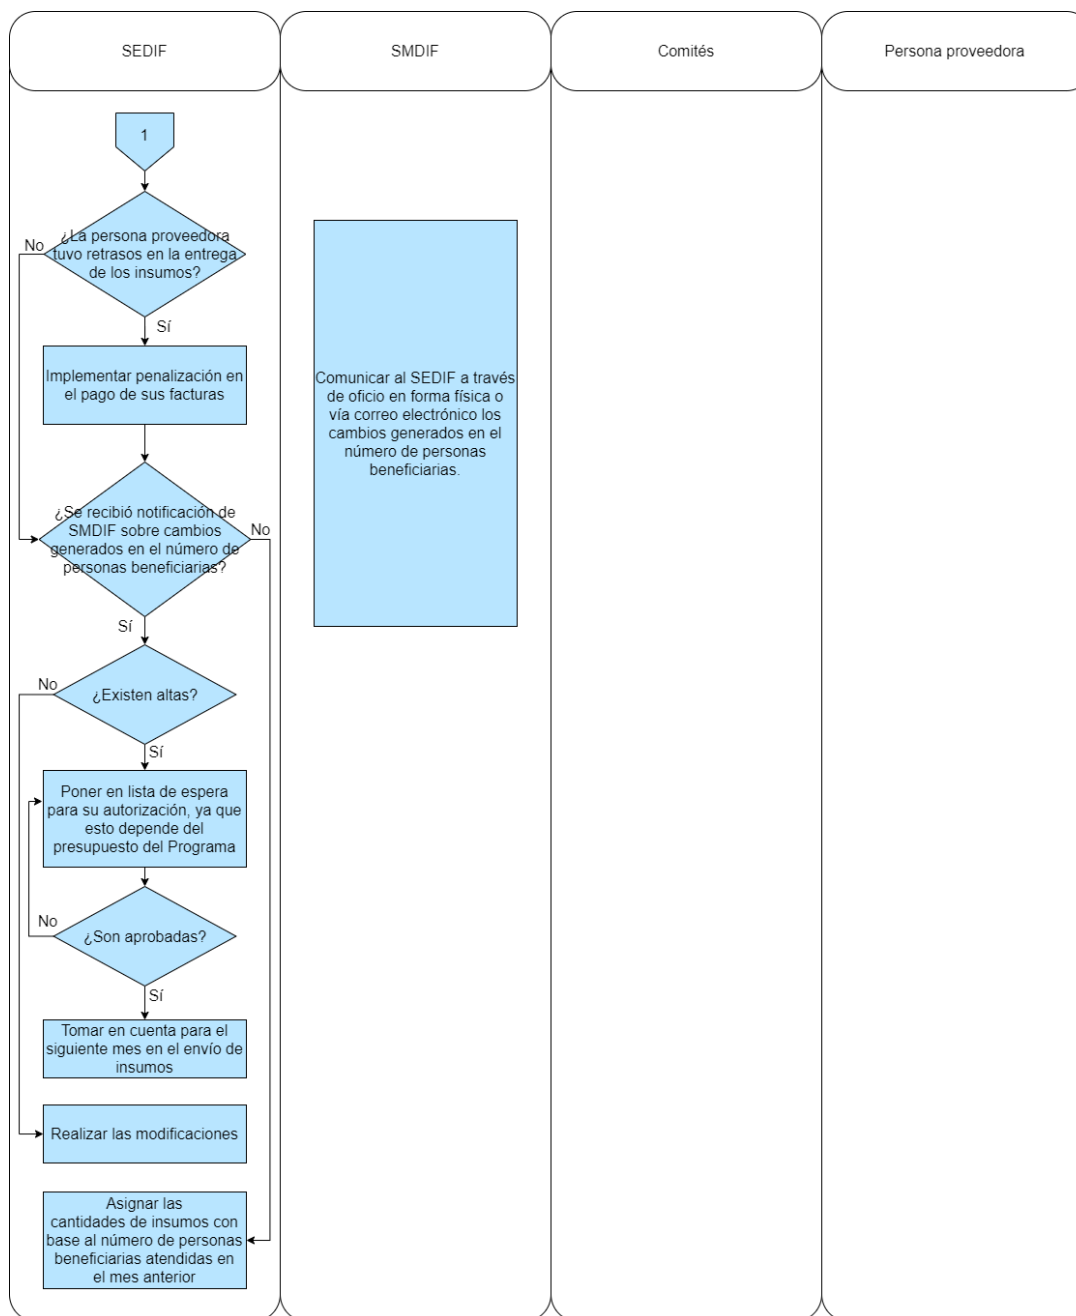 SEDIF
SMDIF
Comités
Persona proveedora
1
¿La persona proveedora
tuvo retrasos en la entrega
de los insumos?
No
Sí
Implementar penalización en
el pago de sus facturas
Comunicar al SEDIF a través
de oficio en forma física o
vía correo electrónico los
cambios generados en el
número de personas
beneficiarias.
¿Se recibió notificación de
SMDIF sobre cambios
generados en el número de
personas beneficiarias?
No
Sí
¿Existen altas?
No
Sí
Poner en lista de espera
para su autorización, ya que
esto depende del
presupuesto del Programa
¿Son aprobadas?
No
Sí
Tomar en cuenta para el
siguiente mes en el envío de
insumos
Realizar las modificaciones
Asignar las
cantidades de insumos con
base al número de personas
beneficiarias atendidas en
el mes anterior